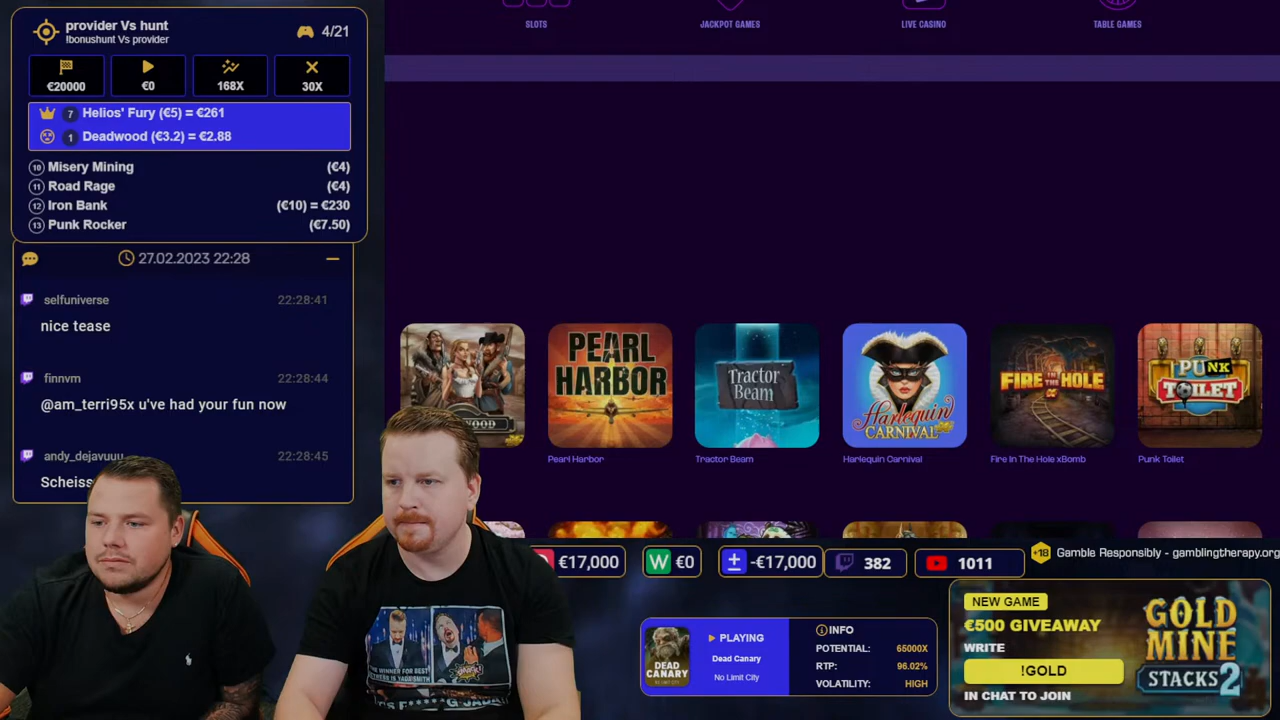 provider Vs hunt
!bonushunt Vs provider
4/21
€20000
€0
168X
30X
7 Helios' Fury (€5) = €261
1 Deadwood (€3.2) = €2.88
10 Misery Mining (€4)
11 Road Rage (€4)
12 Iron Bank (€10) = €230
13 Punk Rocker (€7.50)
27.02.2023 22:28
selfuniverse 22:28:41
nice tease
finnvm 22:28:44
@am_terri95x u've had your fun now
andy_dejavuuu 22:28:45
Scheiss
SLOTS
JACKPOT GAMES
LIVE CASINO
TABLE GAMES
PEARL
HARBOR
Tractor
Beam
Harlequin
CARNIVAL
FIRE IN THE HOLE
PUNK
TOILET
Pearl Harbor
Tractor Beam
Harlequin Carnival
Fire In The Hole xBomb
Punk Toilet
€17,000
W €0
-€17,000
382
1011
+18 Gamble Responsibly - gamblingtherapy.org
DEAD
CANARY
PLAYING
Dead Canary
No Limit City
INFO
POTENTIAL: 65000X
RTP: 96.02%
VOLATILITY: HIGH
NEW GAME
€500 GIVEAWAY
WRITE
!GOLD
IN CHAT TO JOIN
GOLD
MINE
STACKS 2